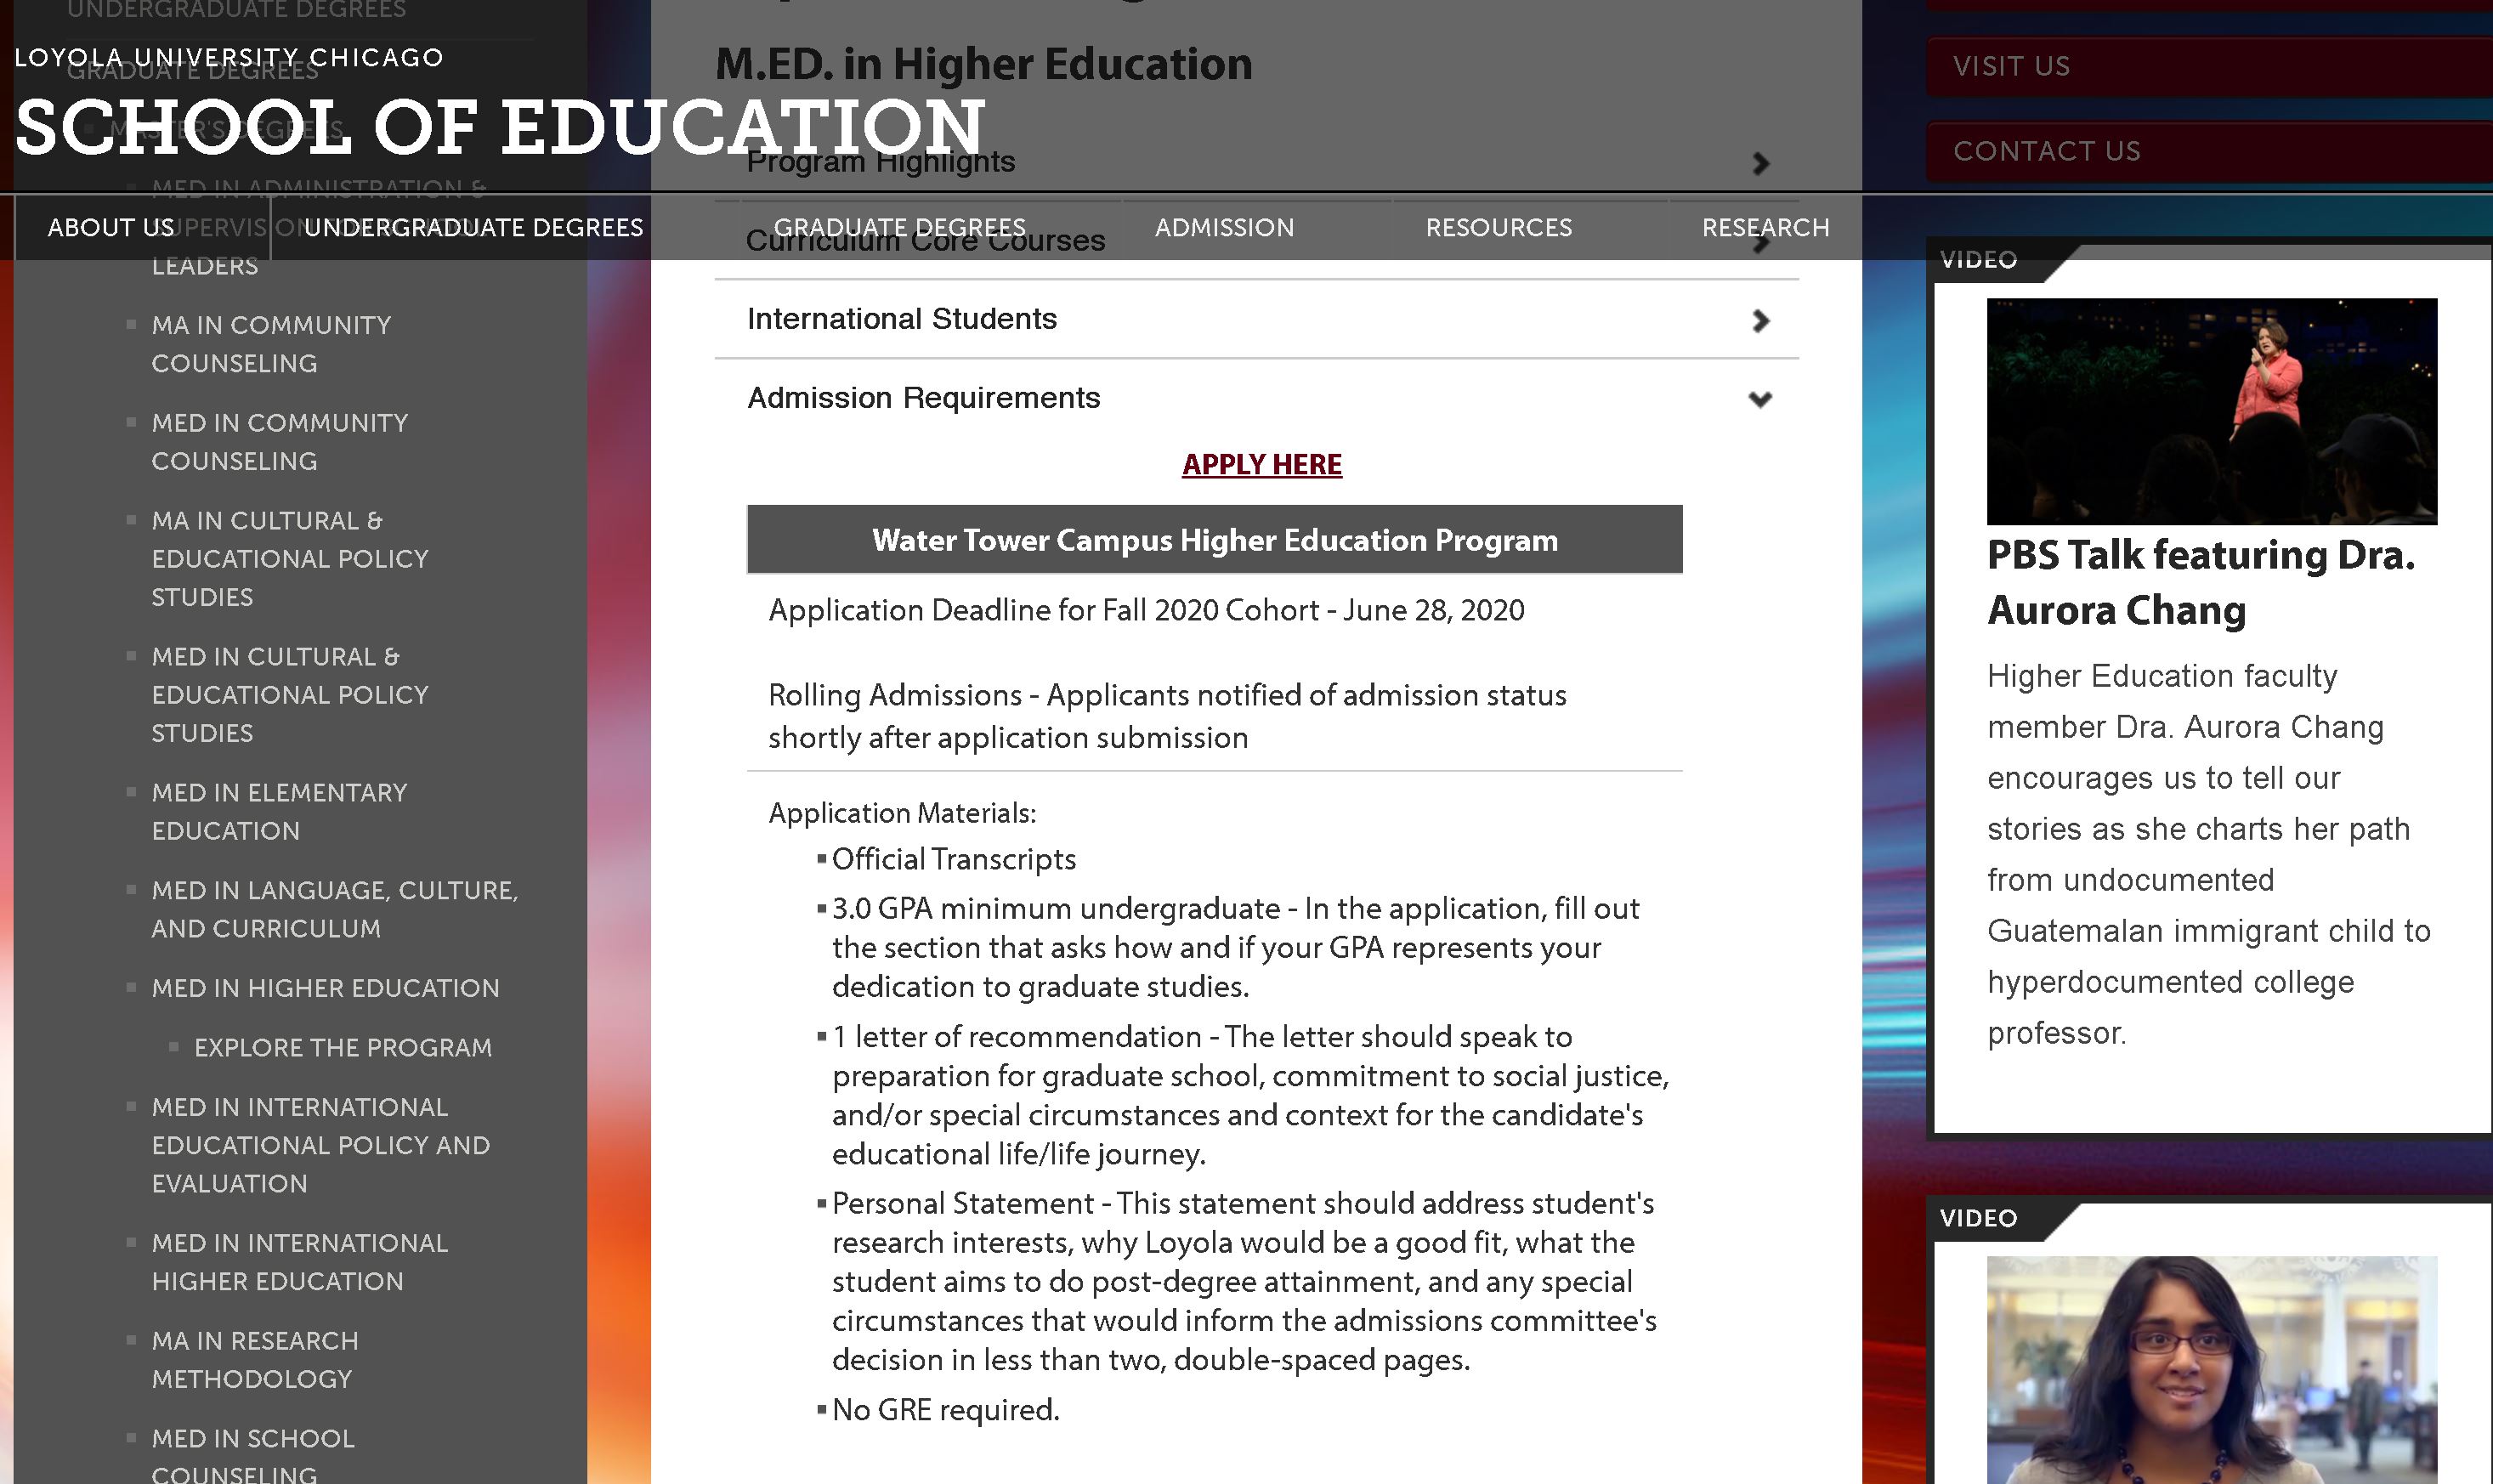 UNDERGRADUATE DEGREES
LOYOLA UNIVERSITY CHICAGO
GRADUATE DEGREES
SCHOOL OF EDUCATION
MASTER'S DEGREES
MED IN ADMINISTRATION &
ABOUT US
UNDERGRADUATE DEGREES
GRADUATE DEGREES
ADMISSION
RESOURCES
RESEARCH
LEADERS
MA IN COMMUNITY
COUNSELING
MED IN COMMUNITY
COUNSELING
MA IN CULTURAL &
EDUCATIONAL POLICY
STUDIES
MED IN CULTURAL &
EDUCATIONAL POLICY
STUDIES
MED IN ELEMENTARY
EDUCATION
MED IN LANGUAGE, CULTURE,
AND CURRICULUM
MED IN HIGHER EDUCATION
EXPLORE THE PROGRAM
MED IN INTERNATIONAL
EDUCATIONAL POLICY AND
EVALUATION
MED IN INTERNATIONAL
HIGHER EDUCATION
MA IN RESEARCH
METHODOLOGY
MED IN SCHOOL
COUNSELING
M.ED. in Higher Education
Program Highlights
Curriculum Core Courses
International Students
Admission Requirements
APPLY HERE
Water Tower Campus Higher Education Program
Application Deadline for Fall 2020 Cohort - June 28, 2020
Rolling Admissions - Applicants notified of admission status
shortly after application submission
Application Materials:
Official Transcripts
3.0 GPA minimum undergraduate - In the application, fill out
the section that asks how and if your GPA represents your
dedication to graduate studies.
1 letter of recommendation - The letter should speak to
preparation for graduate school, commitment to social justice,
and/or special circumstances and context for the candidate's
educational life/life journey.
Personal Statement - This statement should address student's
research interests, why Loyola would be a good fit, what the
student aims to do post-degree attainment, and any special
circumstances that would inform the admissions committee's
decision in less than two, double-spaced pages.
No GRE required.
VISIT US
CONTACT US
VIDEO
PBS Talk featuring Dra.
Aurora Chang
Higher Education faculty
member Dra. Aurora Chang
encourages us to tell our
stories as she charts her path
from undocumented
Guatemalan immigrant child to
hyperdocumented college
professor.
VIDEO